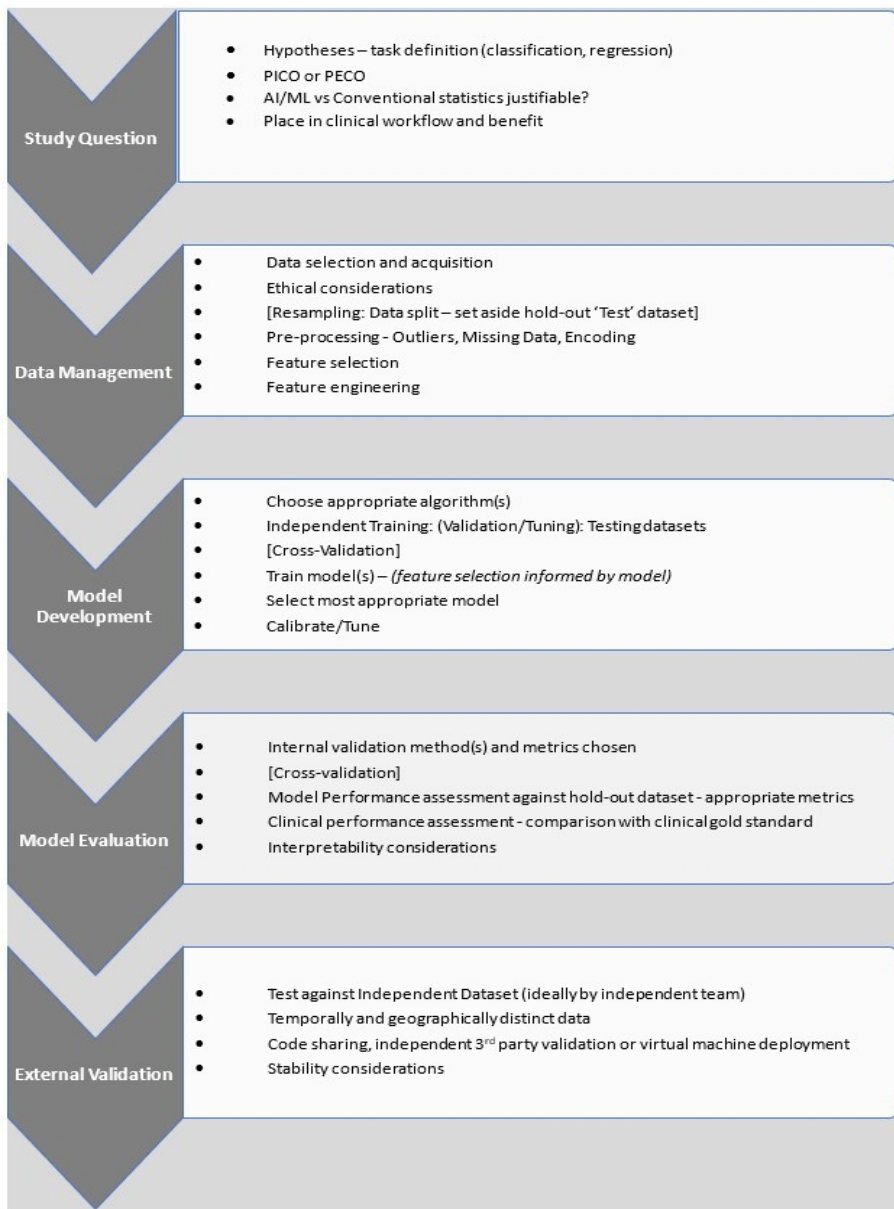 Study Question
• Hypotheses – task definition (classification, regression)
• PICO or PECO
• AI/ML vs Conventional statistics justifiable?
• Place in clinical workflow and benefit
Data Management
• Data selection and acquisition
• Ethical considerations
• [Resampling: Data split – set aside hold-out ‘Test’ dataset]
• Pre-processing - Outliers, Missing Data, Encoding
• Feature selection
• Feature engineering
Model
Development
• Choose appropriate algorithm(s)
• Independent Training: (Validation/Tuning): Testing datasets
• [Cross-Validation]
• Train model(s) – (feature selection informed by model)
• Select most appropriate model
• Calibrate/Tune
Model Evaluation
• Internal validation method(s) and metrics chosen
• [Cross-validation]
• Model Performance assessment against hold-out dataset - appropriate metrics
• Clinical performance assessment - comparison with clinical gold standard
• Interpretability considerations
External Validation
• Test against Independent Dataset (ideally by independent team)
• Temporally and geographically distinct data
• Code sharing, independent 3rd party validation or virtual machine deployment
• Stability considerations